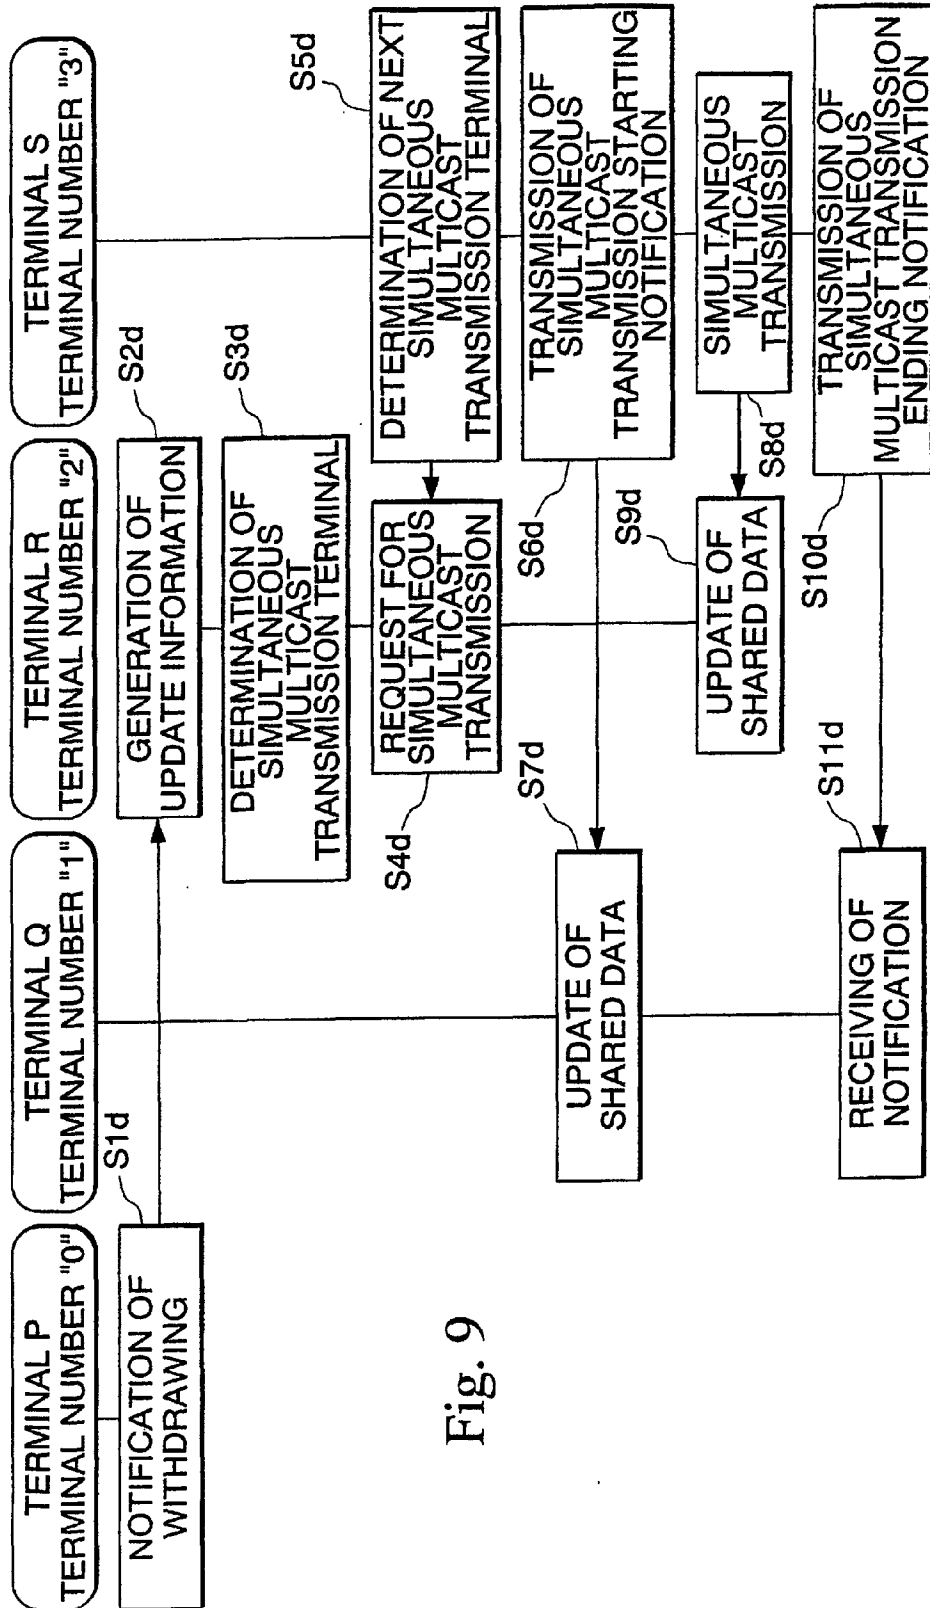 TERMINAL P
TERMINAL NUMBER "0"
TERMINAL Q
TERMINAL NUMBER "1"
TERMINAL R
TERMINAL NUMBER "2"
TERMINAL S
TERMINAL NUMBER "3"
S1d
NOTIFICATION OF
WITHDRAWING
S2d
GENERATION OF
UPDATE INFORMATION
S3d
DETERMINATION OF
SIMULTANEOUS
MULTICAST
TRANSMISSION TERMINAL
S4d
REQUEST FOR
SIMULTANEOUS
MULTICAST
TRANSMISSION
S5d
DETERMINATION OF NEXT
SIMULTANEOUS
MULTICAST
TRANSMISSION TERMINAL
S6d
TRANSMISSION OF
SIMULTANEOUS
MULTICAST
TRANSMISSION STARTING
NOTIFICATION
S7d
UPDATE OF
SHARED DATA
S8d
SIMULTANEOUS
MULTICAST
TRANSMISSION
S9d
UPDATE OF
SHARED DATA
S10d
TRANSMISSION OF
SIMULTANEOUS
MULTICAST TRANSMISSION
ENDING NOTIFICATION
S11d
RECEIVING OF
NOTIFICATION
Fig. 9